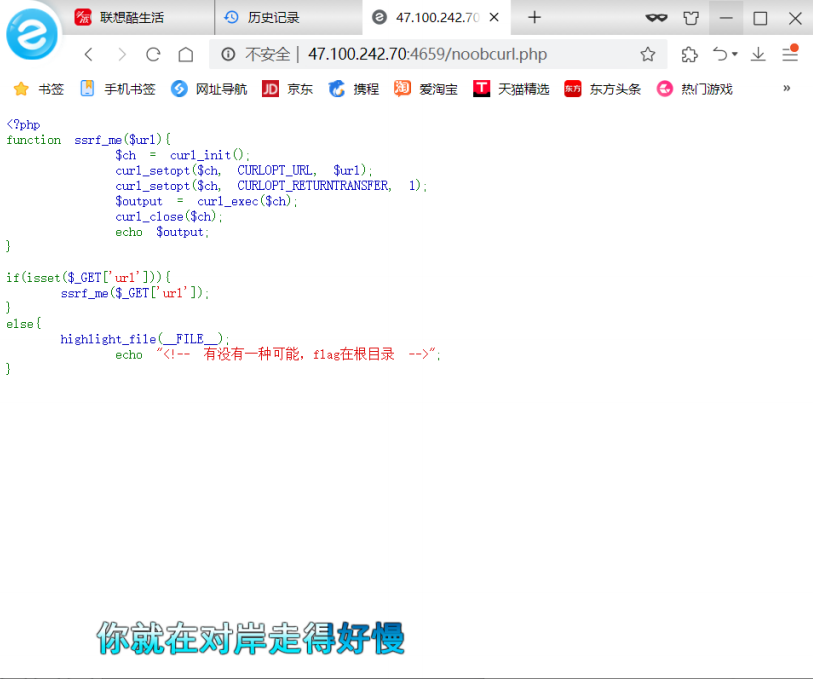 联想酷生活 历史记录 47.100.242.70
不安全 | 47.100.242.70:4659/noobcurl.php
书签 手机书签 网址导航 JD 京东 携程 淘 爱淘宝 T 天猫精选 东方 东方头条 热门游戏 »
<?php
function ssrf_me($url){
$ch = curl_init();
curl_setopt($ch, CURLOPT_URL, $url);
curl_setopt($ch, CURLOPT_RETURNTRANSFER, 1);
$output = curl_exec($ch);
curl_close($ch);
echo $output;
}
if(isset($_GET['url'])){
ssrf_me($_GET['url']);
}
else{
highlight_file(__FILE__);
echo "<!-- 有没有一种可能，flag在根目录 -->";
}
你就在对岸走得好慢